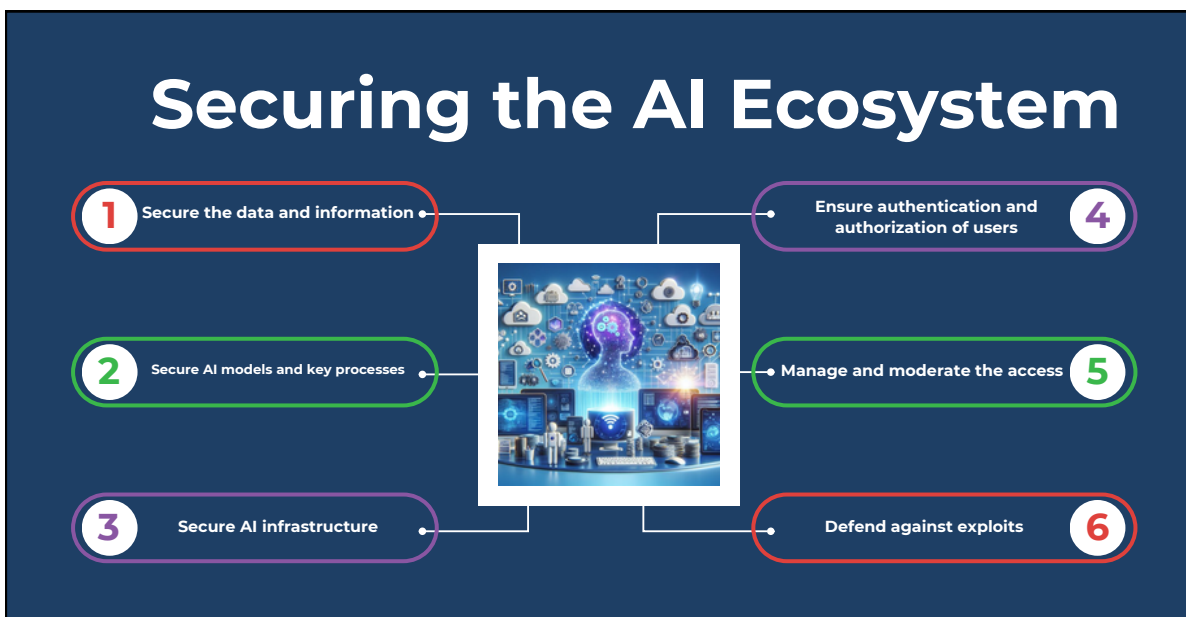 Securing the AI Ecosystem
1
Secure the data and information
2
Secure AI models and key processes
3
Secure AI infrastructure
Ensure authentication and
authorization of users
4
Manage and moderate the access
5
Defend against exploits
6